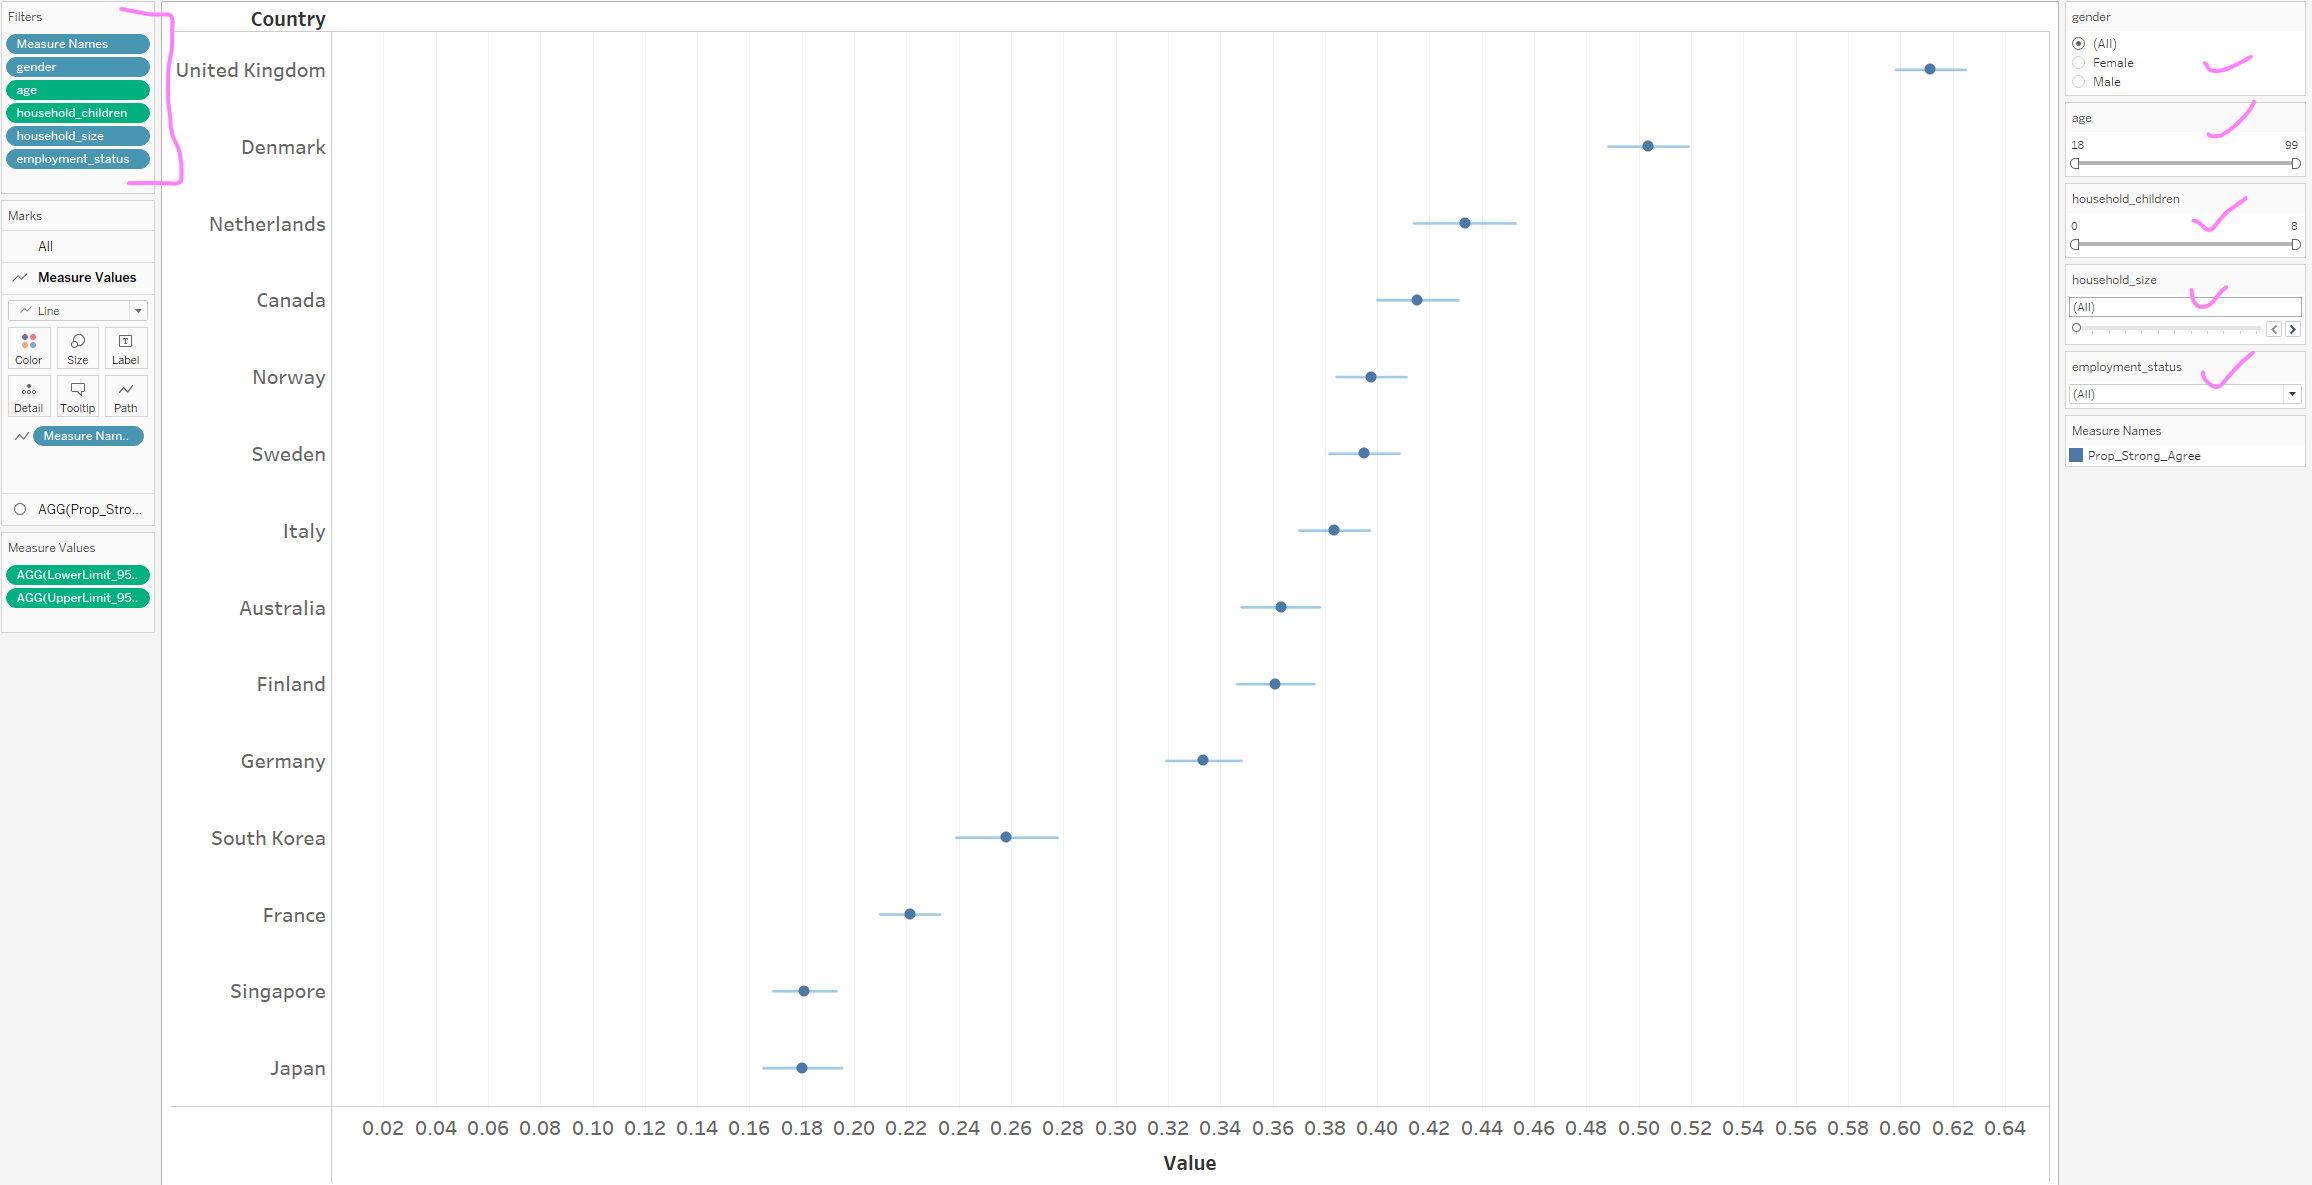 Filters
Measure Names
gender
age
household_children
household_size
employment_status
Marks
All
Measure Values
Line
Color
Size
Label
Detail
Tooltip
Path
Measure Nam..
AGG(Prop_Stro...
Measure Values
AGG(LowerLimit_95..
AGG(UpperLimit_95..
Country
United Kingdom
Denmark
Netherlands
Canada
Norway
Sweden
Italy
Australia
Finland
Germany
South Korea
France
Singapore
Japan
0.02 0.04 0.06 0.08 0.10 0.12 0.14 0.16 0.18 0.20 0.22 0.24 0.26 0.28 0.30 0.32 0.34 0.36 0.38 0.40 0.42 0.44 0.46 0.48 0.50 0.52 0.54 0.56 0.58 0.60 0.62 0.64
Value
gender
(All)
Female
Male
age
18 99
household_children
0 8
household_size
(All)
employment_status
(All)
Measure Names
Prop_Strong_Agree